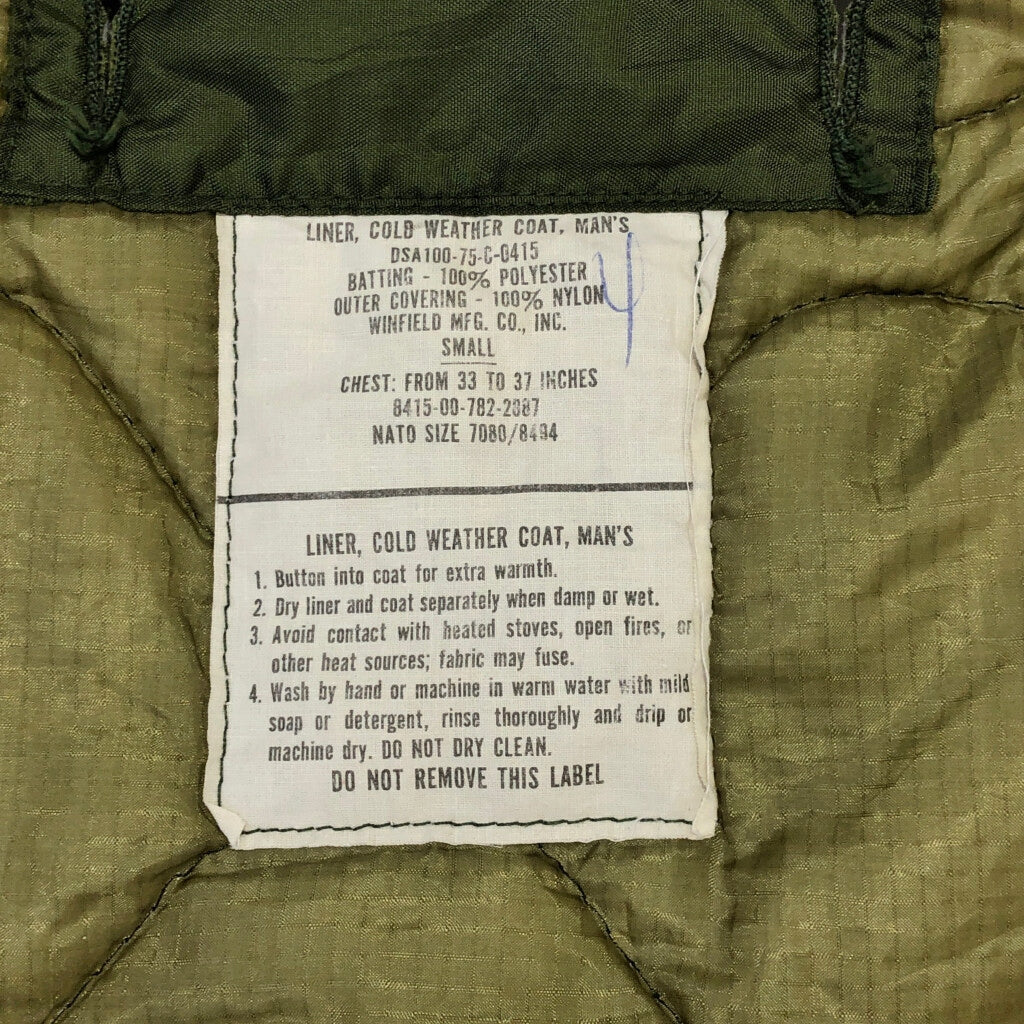 LINER, COLD WEATHER COAT, MAN'S
DSA100-75-C-0415
BATTING - 100% POLYESTER
OUTER COVERING - 100% NYLON
4
WINFIELD MFG. CO., INC.
SMALL
CHEST: FROM 33 TO 37 INCHES
8415-00-782-2887
NATO SIZE 7080/8494
LINER, COLD WEATHER COAT, MAN'S
1. Button into coat for extra warmth.
2. Dry liner and coat separately when damp or wet.
3. Avoid contact with heated stoves, open fires, or
other heat sources; fabric may fuse.
4. Wash by hand or machine in warm water with mild
soap or detergent, rinse thoroughly and drip or
machine dry. DO NOT DRY CLEAN.
DO NOT REMOVE THIS LABEL